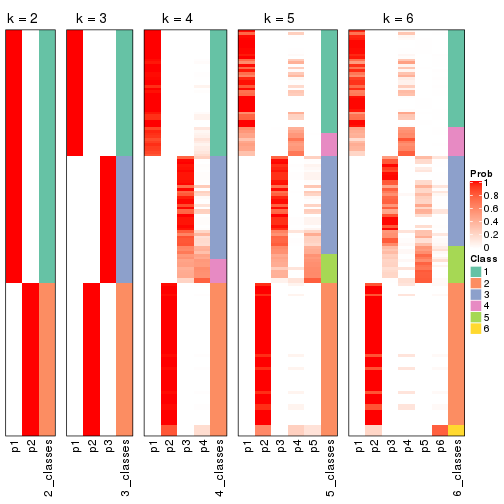 k = 2
k = 3
k = 4
k = 5
k = 6
Prob
1
0.8
0.6
0.4
0.2
0
Class
1
2
3
4
5
6
p1
p2
2_classes
p1
p2
p3
3_classes
p1
p2
p3
p4
4_classes
p1
p2
p3
p4
p5
5_classes
p1
p2
p3
p4
p5
p6
6_classes